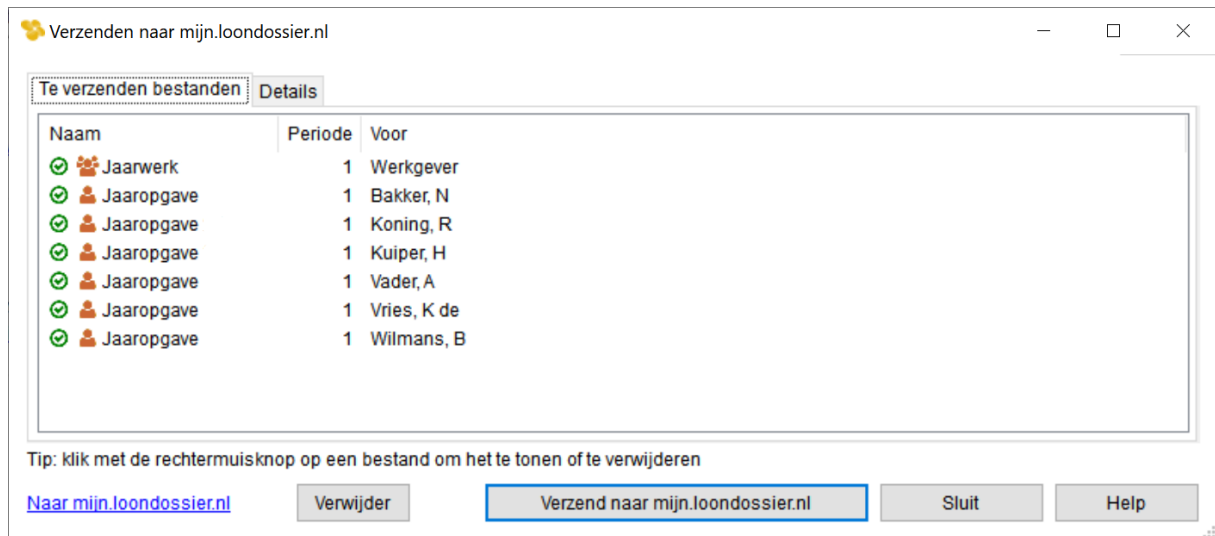 Verzenden naar mijn.loondossier.nl
Te verzenden bestanden Details
Naam Periode Voor
Jaarwerk 1 Werkgever
Jaaropgave 1 Bakker, N
Jaaropgave 1 Koning, R
Jaaropgave 1 Kuiper, H
Jaaropgave 1 Vader, A
Jaaropgave 1 Vries, K de
Jaaropgave 1 Wilmans, B
Tip: klik met de rechtermuisknop op een bestand om het te tonen of te verwijderen
Naar mijn.loondossier.nl Verwijder Verzend naar mijn.loondossier.nl Sluit Help